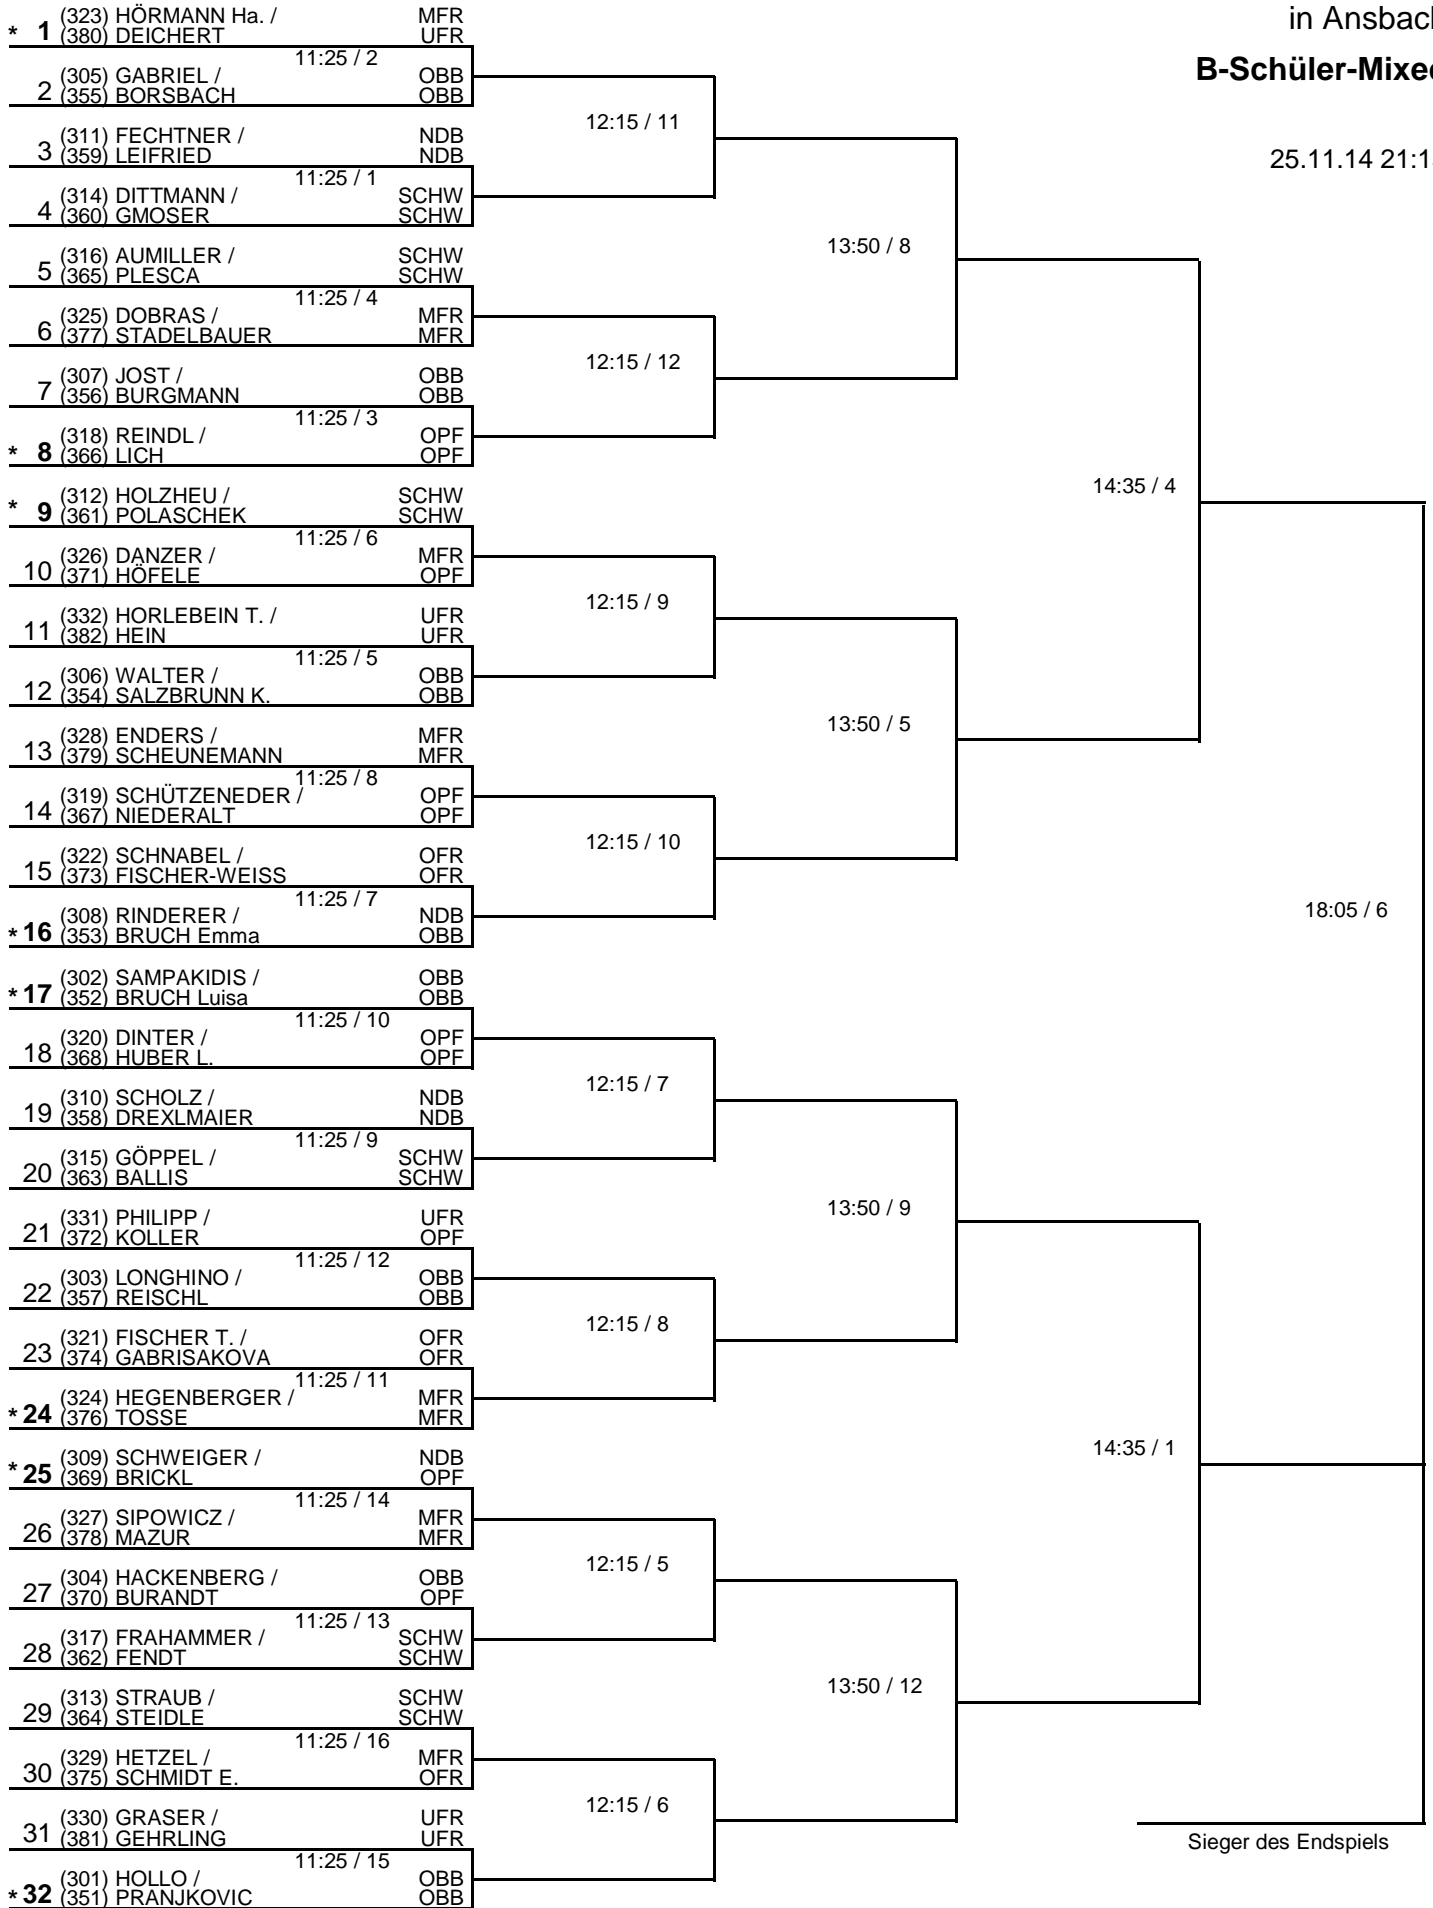 in Ansbach
B-Schüler-Mixed
25.11.14 21:1
(323) HÖRMANN Ha. / MFR
* 1 (380) DEICHERT UFR
11:25 / 2
(305) GABRIEL / OBB
2 (355) BORSBACH OBB
12:15 / 11
(311) FECHTNER / NDB
3 (359) LEIFRIED NDB
11:25 / 1
(314) DITTMANN / SCHW
4 (360) GMOSER SCHW
13:50 / 8
(316) AUMILLER / SCHW
5 (365) PLESCA SCHW
11:25 / 4
(325) DOBRAS / MFR
6 (377) STADELBAUER MFR
12:15 / 12
(307) JOST / OBB
7 (356) BURGMANN OBB
11:25 / 3
(318) REINDL / OPF
* 8 (366) LICH OPF
14:35 / 4
(312) HOLZHEU / SCHW
* 9 (361) POLASCHEK SCHW
11:25 / 6
(326) DANZER / MFR
10 (371) HÖFELE OPF
12:15 / 9
(332) HORLEBEIN T. / UFR
11 (382) HEIN UFR
11:25 / 5
(306) WALTER / OBB
12 (354) SALZBRUNN K. OBB
13:50 / 5
(328) ENDERS / MFR
13 (379) SCHEUNEMANN MFR
11:25 / 8
(319) SCHÜTZENEDER / OPF
14 (367) NIEDERALT OPF
12:15 / 10
(322) SCHNABEL / OFR
15 (373) FISCHER-WEISS OFR
11:25 / 7
(308) RINDERER / NDB
* 16 (353) BRUCH Emma OBB
18:05 / 6
(302) SAMPAKIDIS / OBB
* 17 (352) BRUCH Luisa OBB
11:25 / 10
(320) DINTER / OPF
18 (368) HUBER L. OPF
12:15 / 7
(310) SCHOLZ / NDB
19 (358) DREXLMAIER NDB
11:25 / 9
(315) GÖPPEL / SCHW
20 (363) BALLIS SCHW
13:50 / 9
(331) PHILIPP / UFR
21 (372) KOLLER OPF
11:25 / 12
(303) LONGHINO / OBB
22 (357) REISCHL OBB
12:15 / 8
(321) FISCHER T. / OFR
23 (374) GABRISAKOVA OFR
11:25 / 11
(324) HEGENBERGER / MFR
* 24 (376) TOSSE MFR
14:35 / 1
(309) SCHWEIGER / NDB
* 25 (369) BRICKL OPF
11:25 / 14
(327) SIPOWICZ / MFR
26 (378) MAZUR MFR
12:15 / 5
(304) HACKENBERG / OBB
27 (370) BURANDT OPF
11:25 / 13
(317) FRAHAMMER / SCHW
28 (362) FENDT SCHW
13:50 / 12
(313) STRAUB / SCHW
29 (364) STEIDLE SCHW
11:25 / 16
(329) HETZEL / MFR
30 (375) SCHMIDT E. OFR
12:15 / 6
(330) GRASER / UFR
31 (381) GEHRLING UFR
Sieger des Endspiels
11:25 / 15
(301) HOLLO / OBB
* 32 (351) PRANJKOVIC OBB